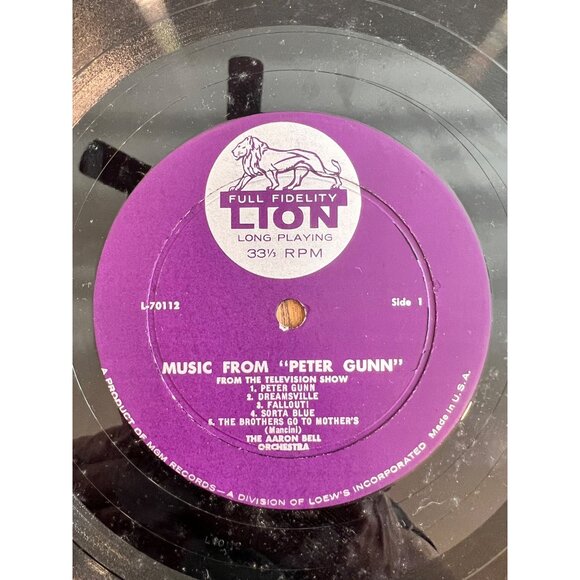 FULL FIDELITY
LION
LONG PLAYING
33⅓ RPM
L-70112
Side 1
MUSIC FROM "PETER GUNN"
FROM THE TELEVISION SHOW
1. PETER GUNN
2. DREAMSVILLE
3. FALLOUT!
4. SORTA BLUE
5. THE BROTHERS GO TO MOTHER'S
(Mancini)
THE AARON BELL
ORCHESTRA
A PRODUCT OF MGM RECORDS—A DIVISION OF LOEW'S INCORPORATED Made in U.S.A.